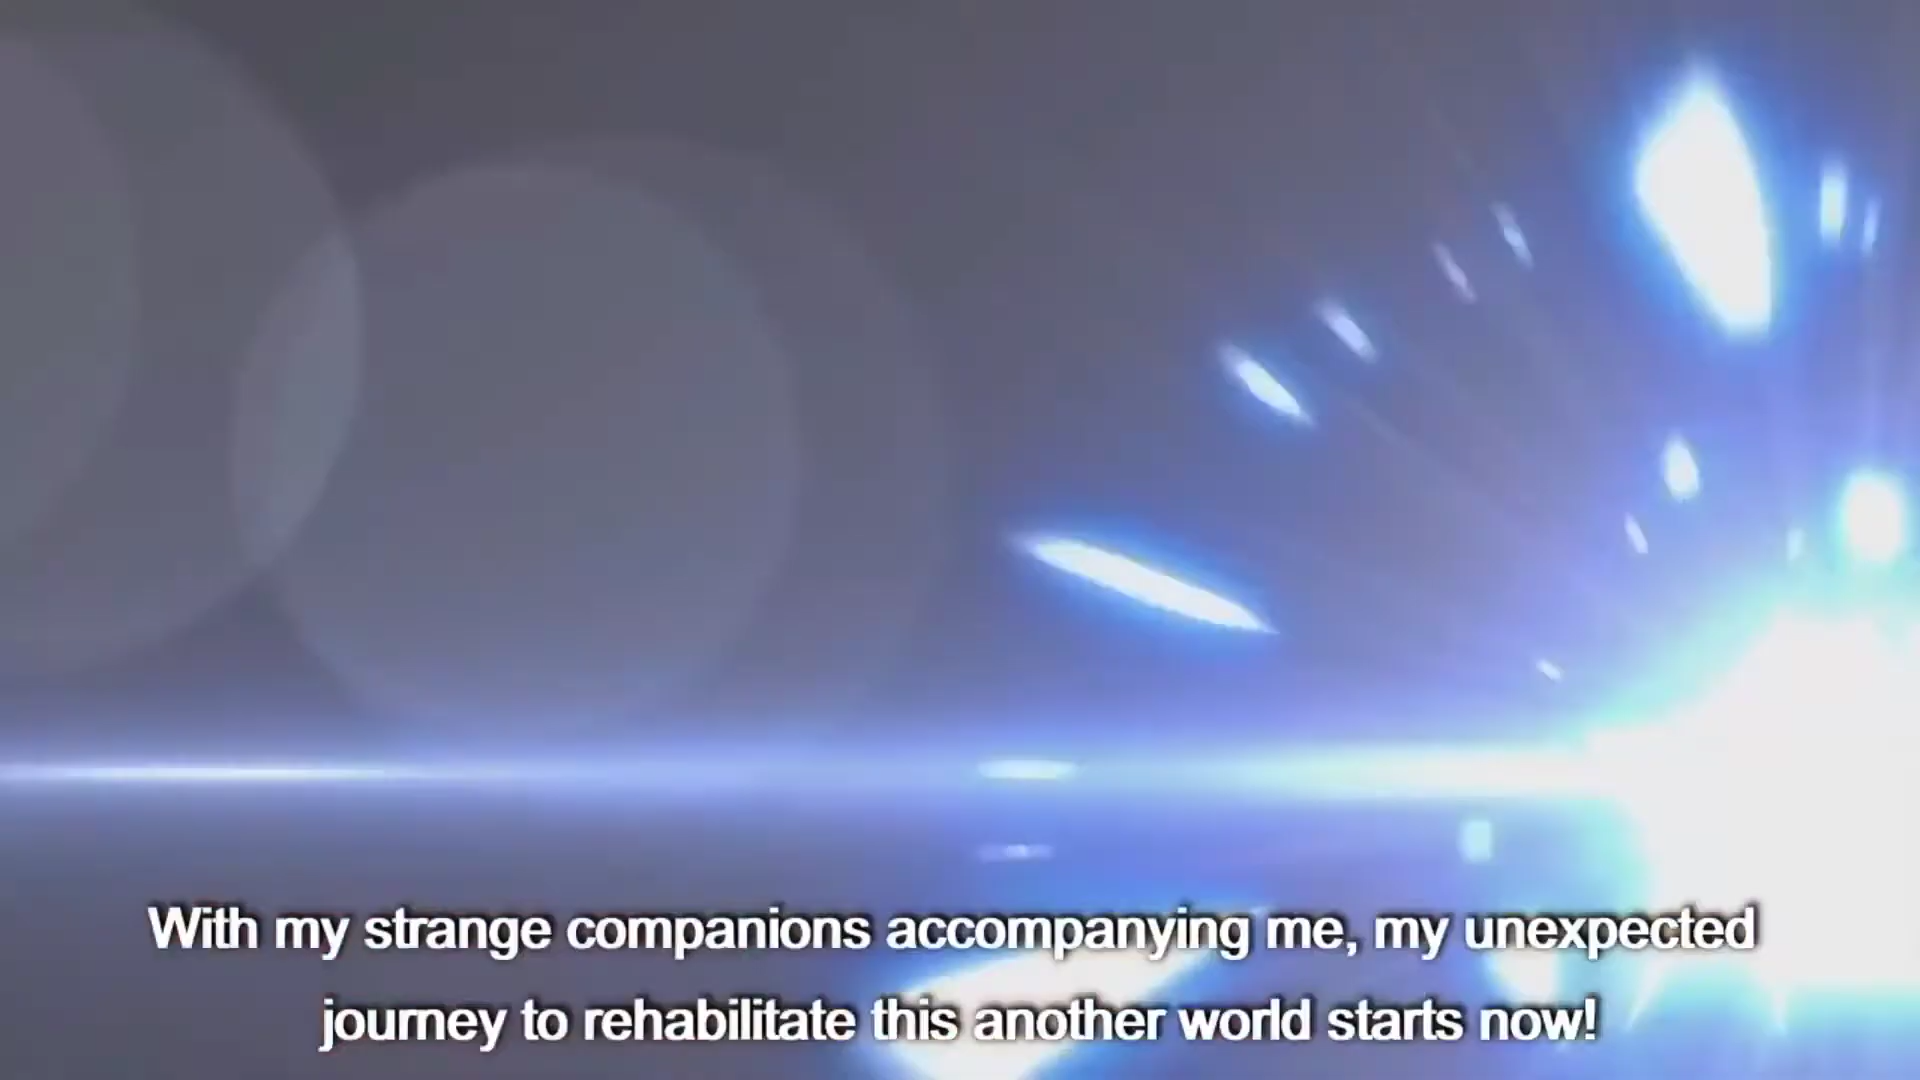 With my strange companions accompanying me, my unexpected
journey to rehabilitate this another world starts now!